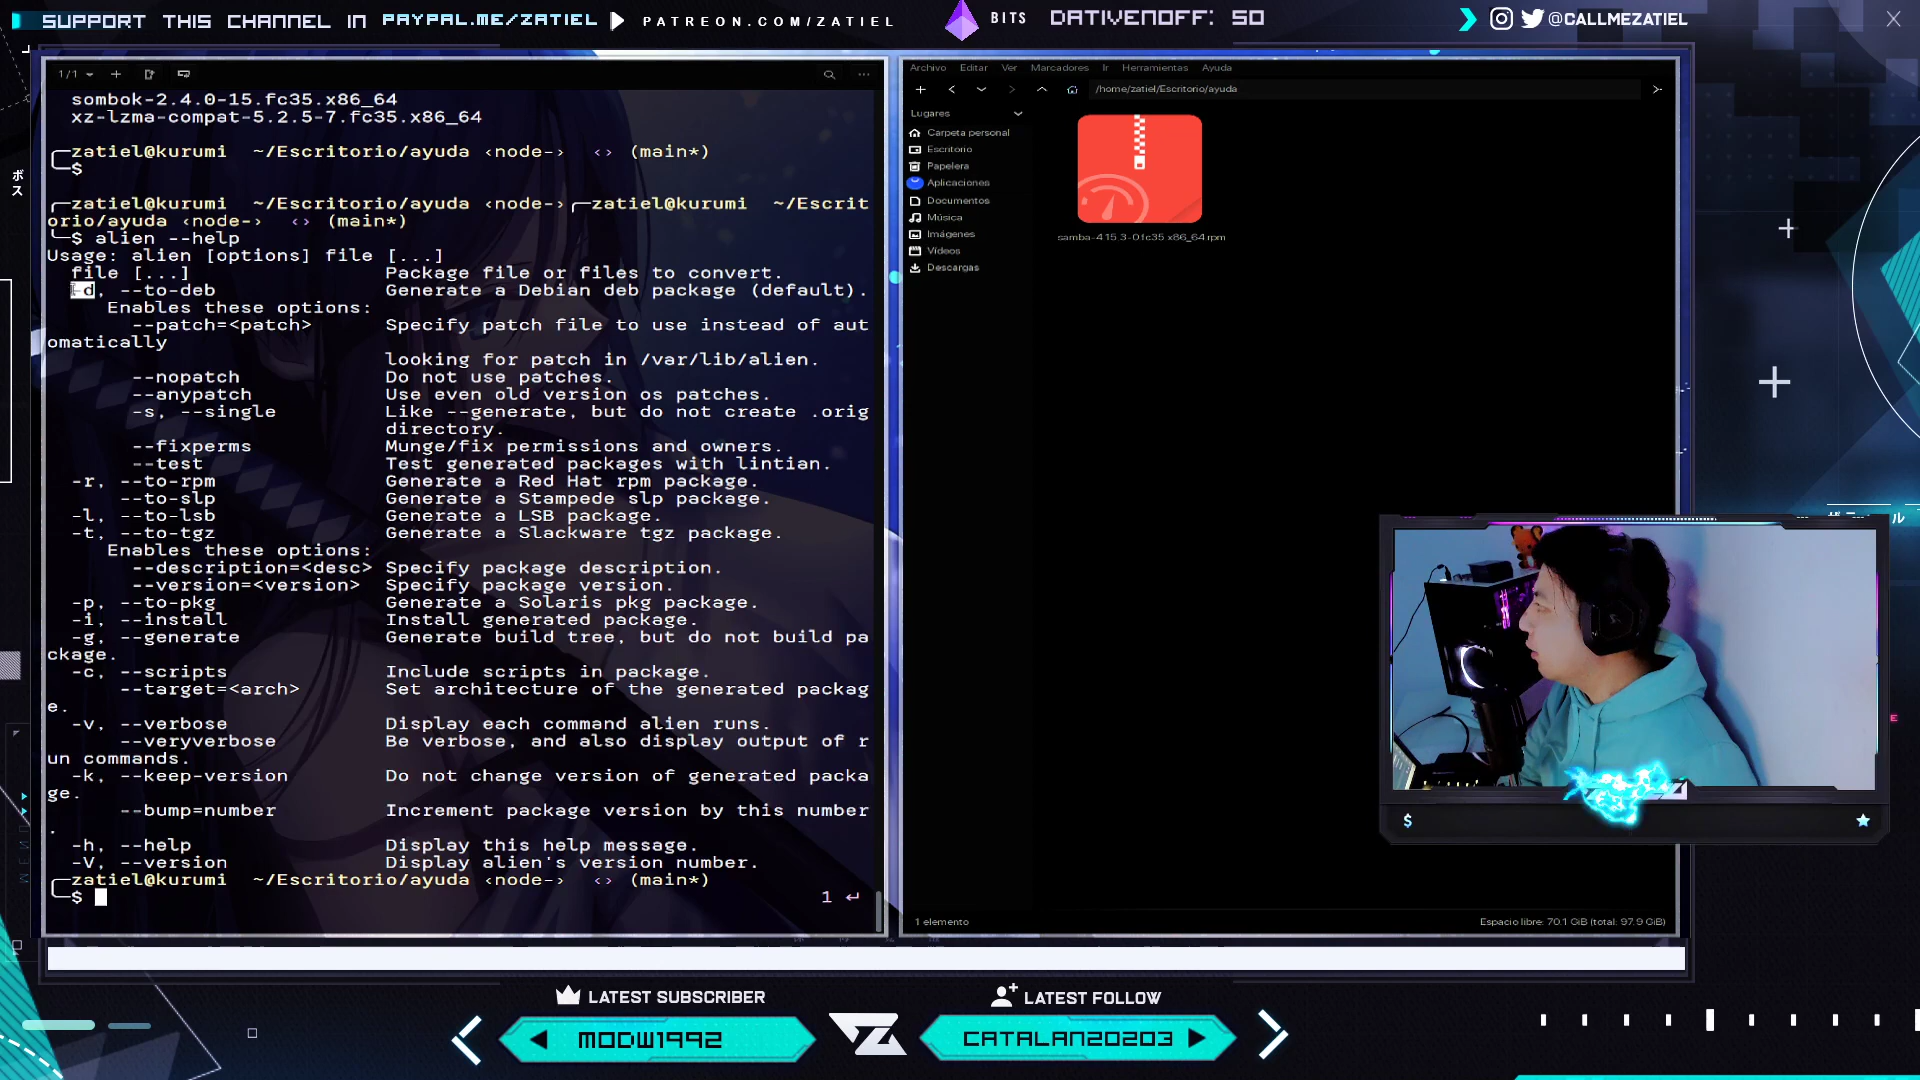 SUPPORT THIS CHANNEL IN PAYPAL.ME/ZATIEL PATREON.COM/ZATIEL BITS DATIVENOFF: 50 @CALLMEZATIEL
1/1
sombok-2.4.0-15.fc35.x86_64
xz-lzma-compat-5.2.5-7.fc35.x86_64
zatiel@kurumi ~/Escritorio/ayuda ‹node-› ‹› (main*)
$
zatiel@kurumi ~/Escritorio/ayuda ‹node-› zatiel@kurumi ~/Escrit
orio/ayuda ‹node-› ‹› (main*)
$ alien --help
Usage: alien [options] file [...]
file [...] Package file or files to convert.
-d, --to-deb Generate a Debian deb package (default).
Enables these options:
--patch=<patch> Specify patch file to use instead of aut
omatically
looking for patch in /var/lib/alien.
--nopatch Do not use patches.
--anypatch Use even old version os patches.
-s, --single Like --generate, but do not create .orig
directory.
--fixperms Munge/fix permissions and owners.
--test Test generated packages with lintian.
-r, --to-rpm Generate a Red Hat rpm package.
--to-slp Generate a Stampede slp package.
-l, --to-lsb Generate a LSB package.
-t, --to-tgz Generate a Slackware tgz package.
Enables these options:
--description=<desc> Specify package description.
--version=<version> Specify package version.
-p, --to-pkg Generate a Solaris pkg package.
-i, --install Install generated package.
-g, --generate Generate build tree, but do not build pa
ckage.
-c, --scripts Include scripts in package.
--target=<arch> Set architecture of the generated packag
e.
-v, --verbose Display each command alien runs.
--veryverbose Be verbose, and also display output of r
un commands.
-k, --keep-version Do not change version of generated packa
ge.
--bump=number Increment package version by this number
.
-h, --help Display this help message.
-V, --version Display alien's version number.
zatiel@kurumi ~/Escritorio/ayuda ‹node-› ‹› (main*)
$ 1 ↵
Archivo Editar Ver Marcadores Ir Herramientas Ayuda
/home/zatiel/Escritorio/ayuda
Lugares
Carpeta personal
Escritorio
Papelera
Aplicaciones
Documentos
Música
Imágenes
Vídeos
Descargas
samba-4.15.3-0.fc35.x86_64.rpm
1 elemento
Espacio libre: 70.1 GiB (total: 97.9 GiB)
ボス
$
LATEST SUBSCRIBER
MODW1992
LATEST FOLLOW
CATALAN20203